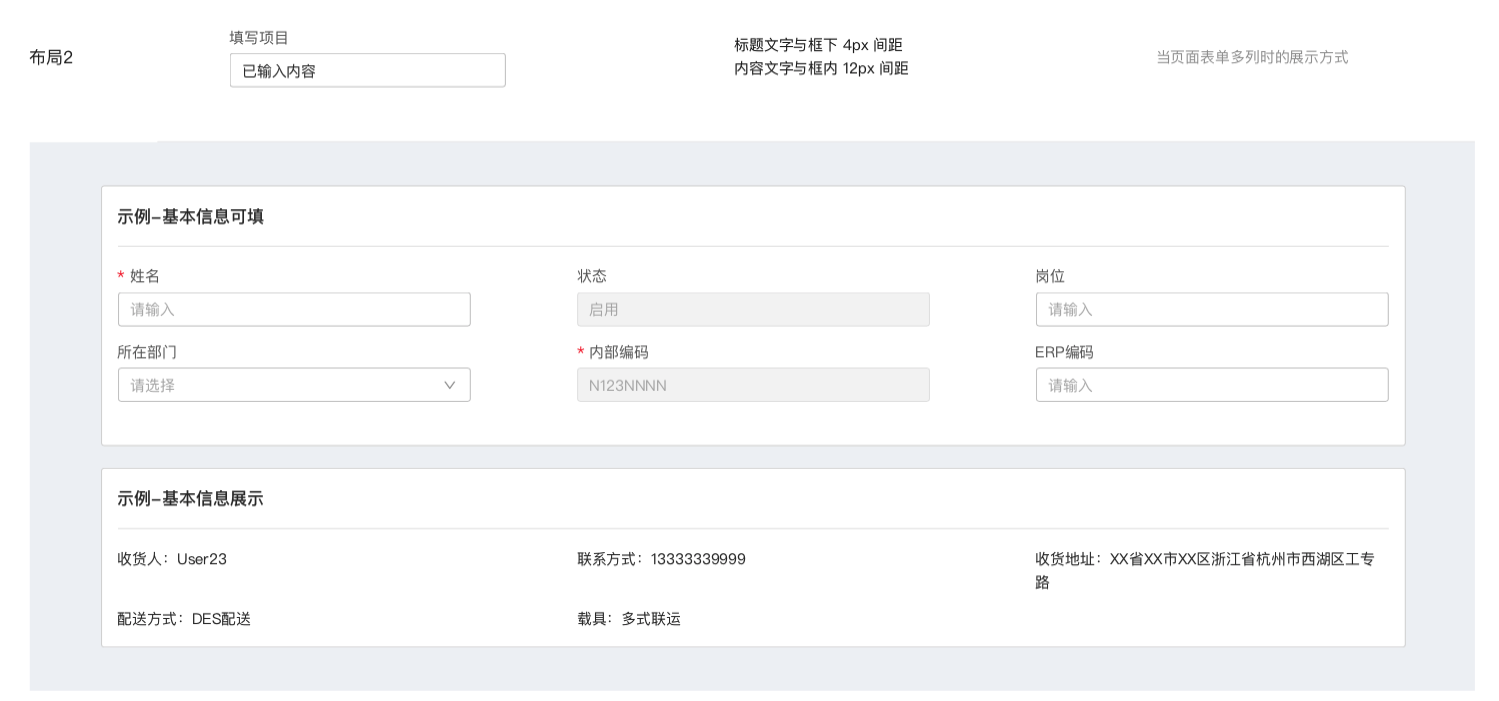 布局2
填写项目
已输入内容
标题文字与框下 4px 间距
内容文字与框内 12px 间距
当页面表单多列时的展示方式
示例–基本信息可填
* 姓名
状态
岗位
请输入
启用
请输入
所在部门
* 内部编码
ERP编码
请选择
N123NNNN
请输入
示例–基本信息展示
收货人：User23
联系方式：13333339999
收货地址：XX省XX市XX区浙江省杭州市西湖区工专
路
配送方式：DES配送
载具：多式联运